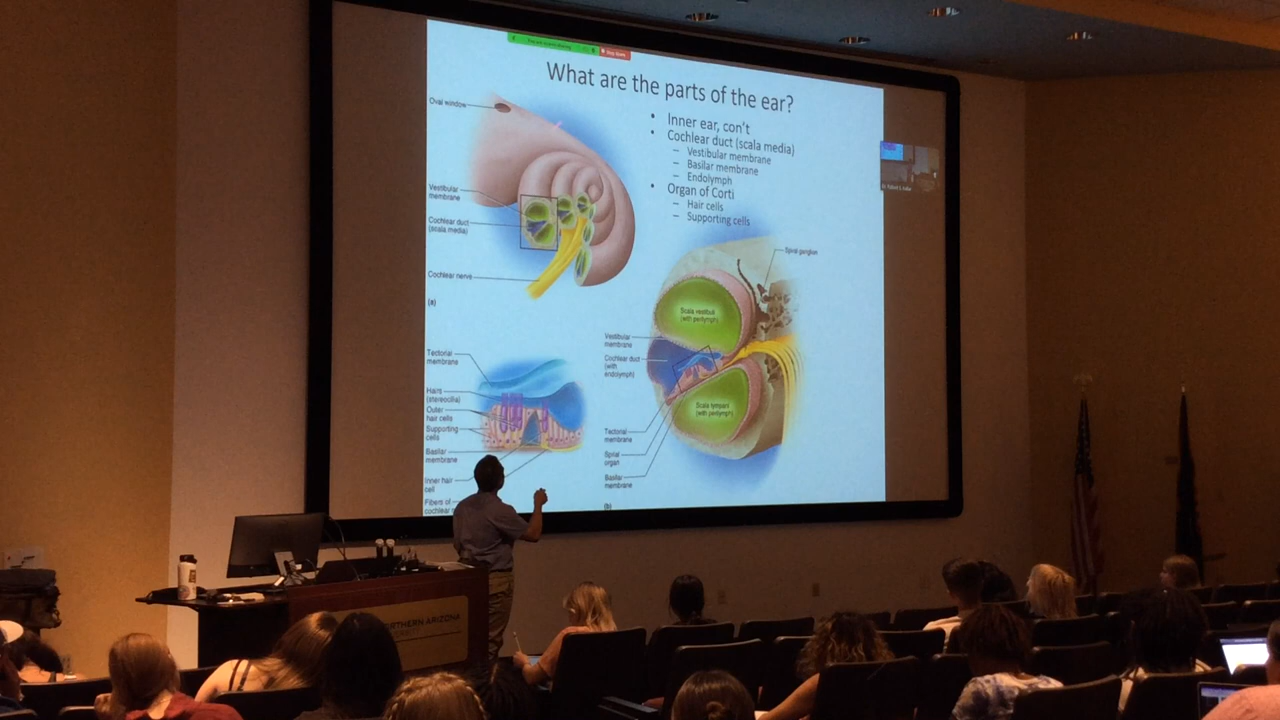 What are the parts of the ear?
• Inner ear, con't
• Cochlear duct (scala media)
– Vestibular membrane
– Basilar membrane
– Endolymph
• Organ of Corti
– Hair cells
– Supporting cells
Oval window
Vestibular
membrane
Cochlear duct
(scala media)
Cochlear nerve
(a)
Spiral ganglion
Scala vestibuli
(with perilymph)
Vestibular
membrane
Cochlear duct
(with
endolymph)
Scala tympani
(with perilymph)
Tectorial
membrane
Spiral
organ
Basilar
membrane
(b)
Tectorial
membrane
Hairs
(stereocilia)
Outer
hair cells
Supporting
cells
Basilar
membrane
Inner hair
cell
Fibers of
cochlear
ORTHERN ARIZONA